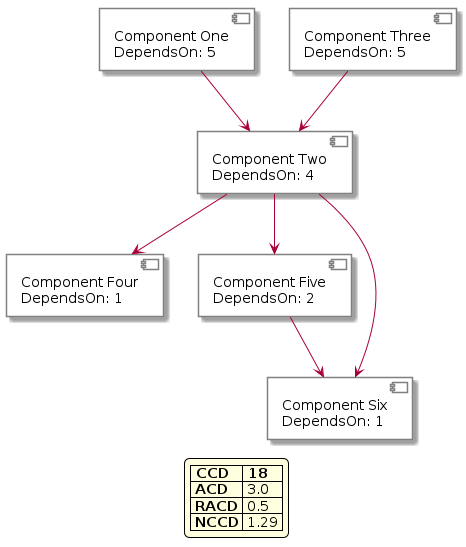 Component One
DependsOn: 5
Component Three
DependsOn: 5
Component Two
DependsOn: 4
Component Four
DependsOn: 1
Component Five
DependsOn: 2
Component Six
DependsOn: 1
CCD 18
ACD 3.0
RACD 0.5
NCCD 1.29